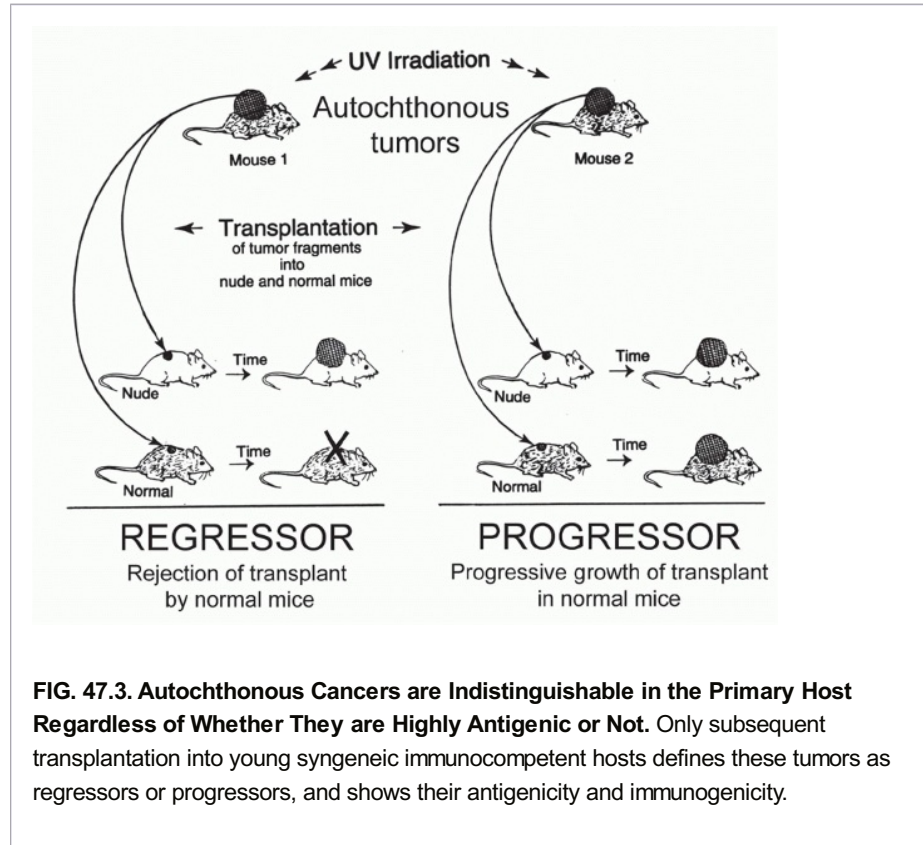 UV Irradiation
Autochthonous
tumors
Mouse 1
Mouse 2
Transplantation
of tumor fragments
into
nude and normal mice
Nude
Time
Nude
Time
Normal
Time
Normal
Time
REGRESSOR
Rejection of transplant
by normal mice
PROGRESSOR
Progressive growth of transplant
in normal mice
FIG. 47.3. Autochthonous Cancers are Indistinguishable in the Primary Host
Regardless of Whether They are Highly Antigenic or Not. Only subsequent
transplantation into young syngeneic immunocompetent hosts defines these tumors as
regressors or progressors, and shows their antigenicity and immunogenicity.